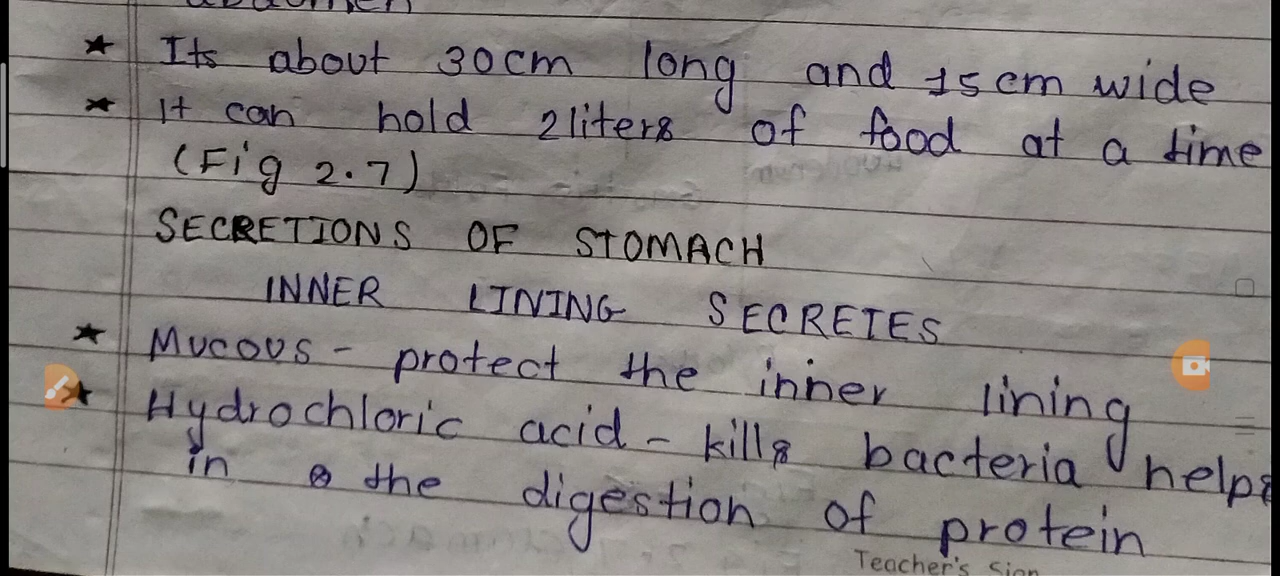 abdomen
★ Its about 30cm long and 15cm wide
★ It can hold 2liters of food at a time
(Fig 2.7)
SECRETIONS OF STOMACH
INNER LINING SECRETES
★ Mucous - protect the inner lining
★ Hydrochloric acid - kills bacteria helps
in the digestion of protein
Teacher's Sign